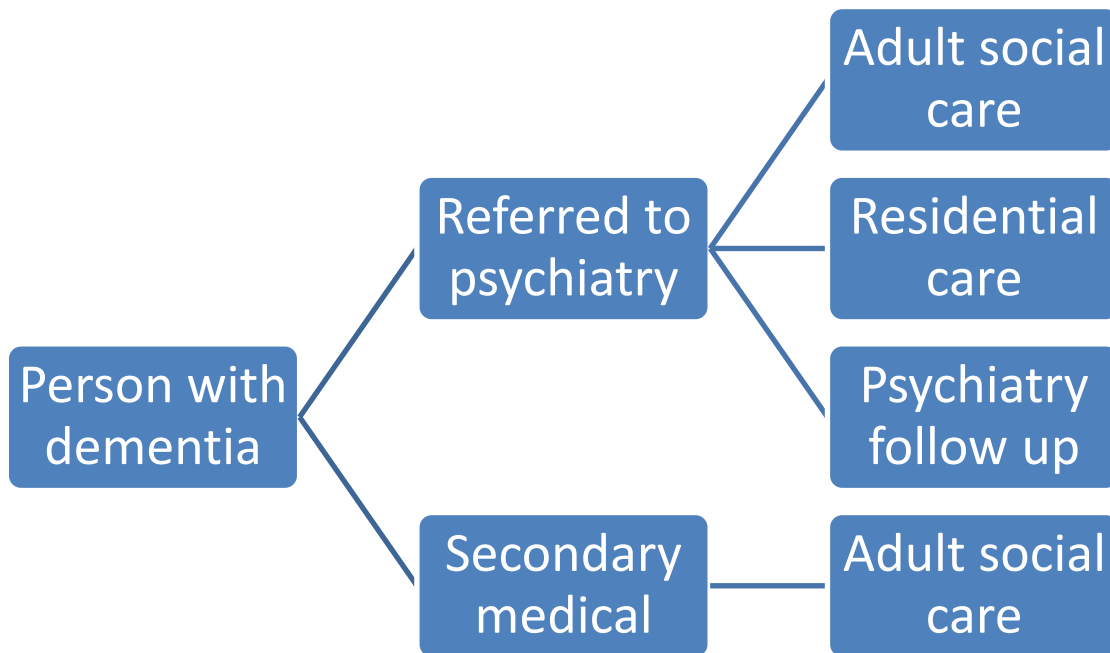 Person with
dementia
Referred to
psychiatry
Adult social
care
Residential
care
Psychiatry
follow up
Secondary
medical
Adult social
care